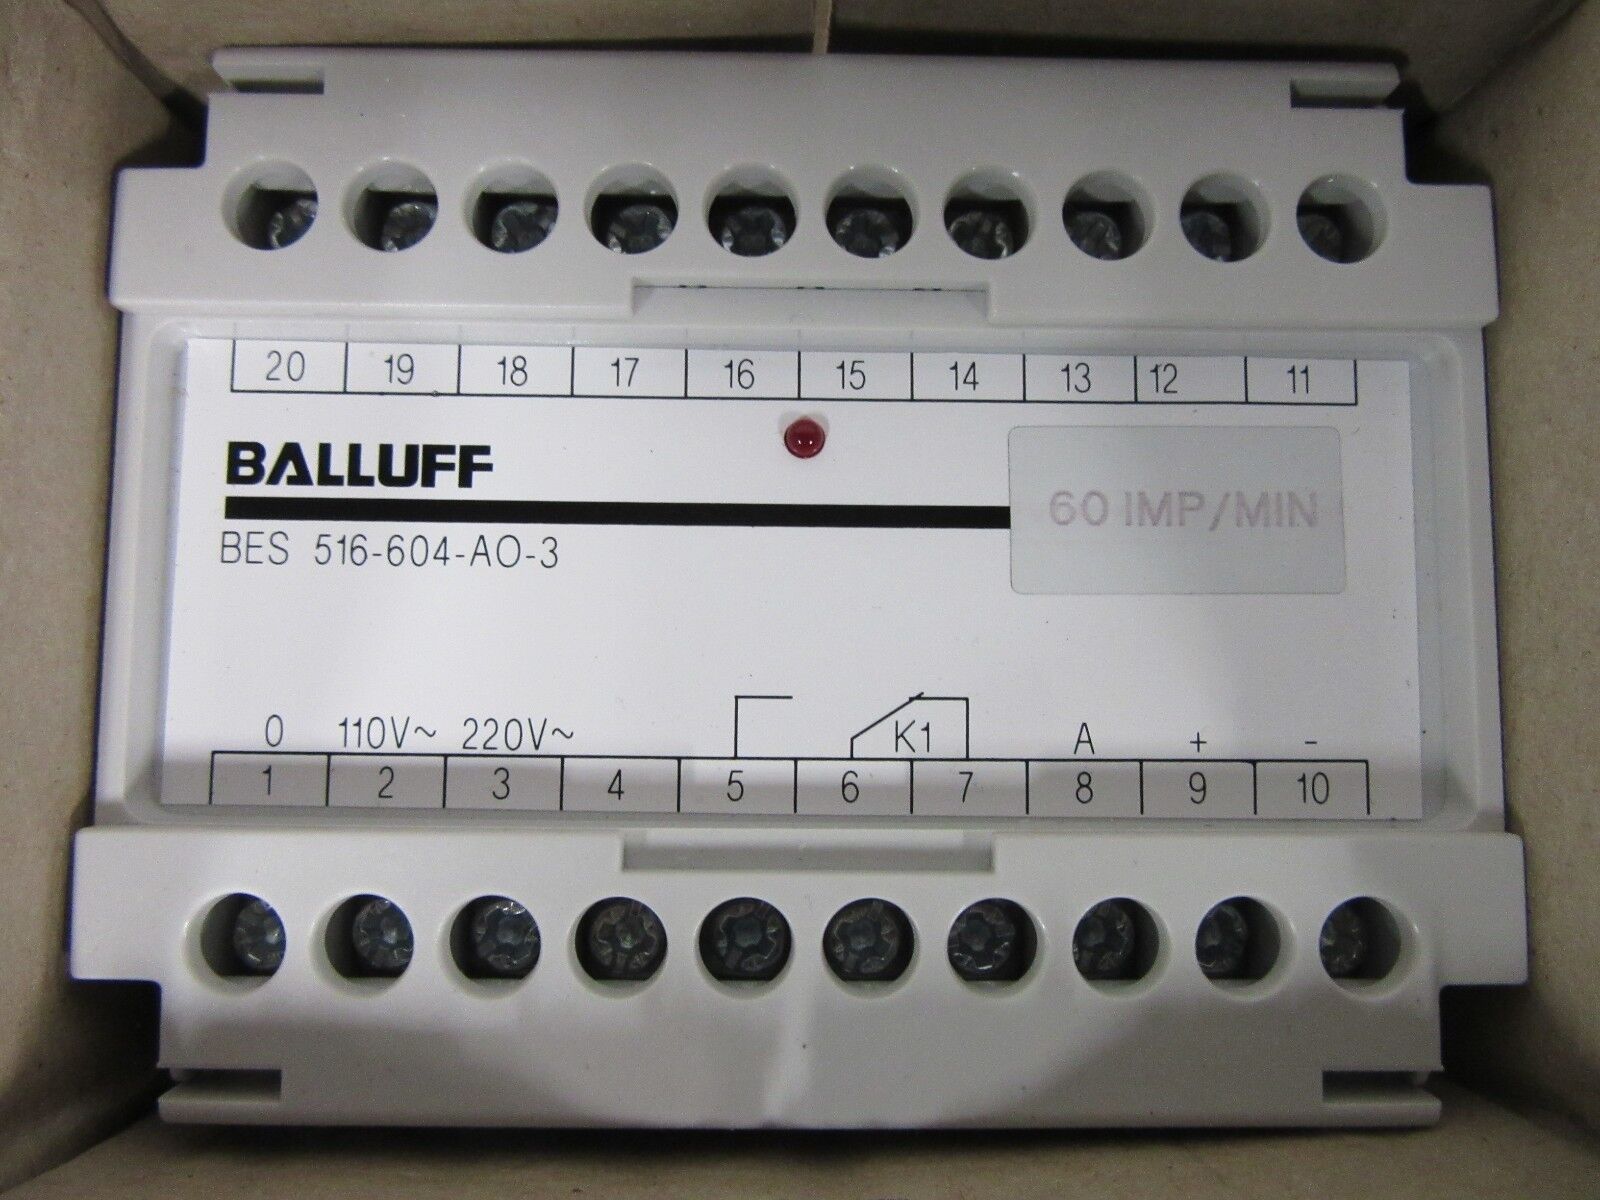 20 19 18 17 16 15 14 13 12 11
BALLUFF
60 IMP/MIN
BES 516-604-AO-3
0 110V~ 220V~ K1 A + -
1 2 3 4 5 6 7 8 9 10